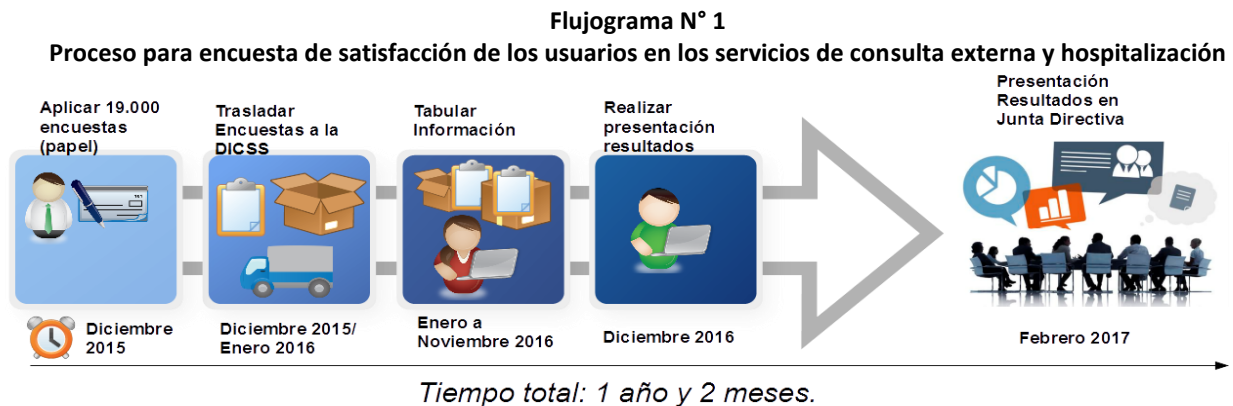 Flujograma N° 1
Proceso para encuesta de satisfacción de los usuarios en los servicios de consulta externa y hospitalización
Aplicar 19.000
encuestas
(papel)
Trasladar
Encuestas a la
DICSS
Tabular
Información
Realizar
presentación
resultados
Presentación
Resultados en
Junta Directiva
Diciembre
2015
Diciembre 2015/
Enero 2016
Enero a
Noviembre 2016
Diciembre 2016
Febrero 2017
Tiempo total: 1 año y 2 meses.